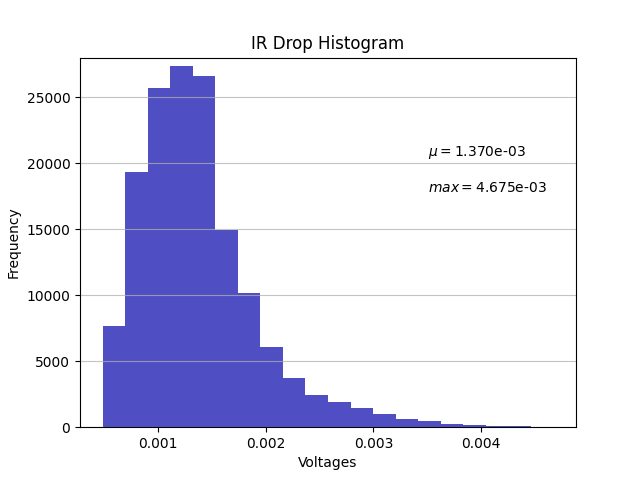 IR Drop Histogram
25000
20000
15000
10000
5000
0
Frequency
μ = 1.370e-03
max = 4.675e-03
0.001 0.002 0.003 0.004
Voltages